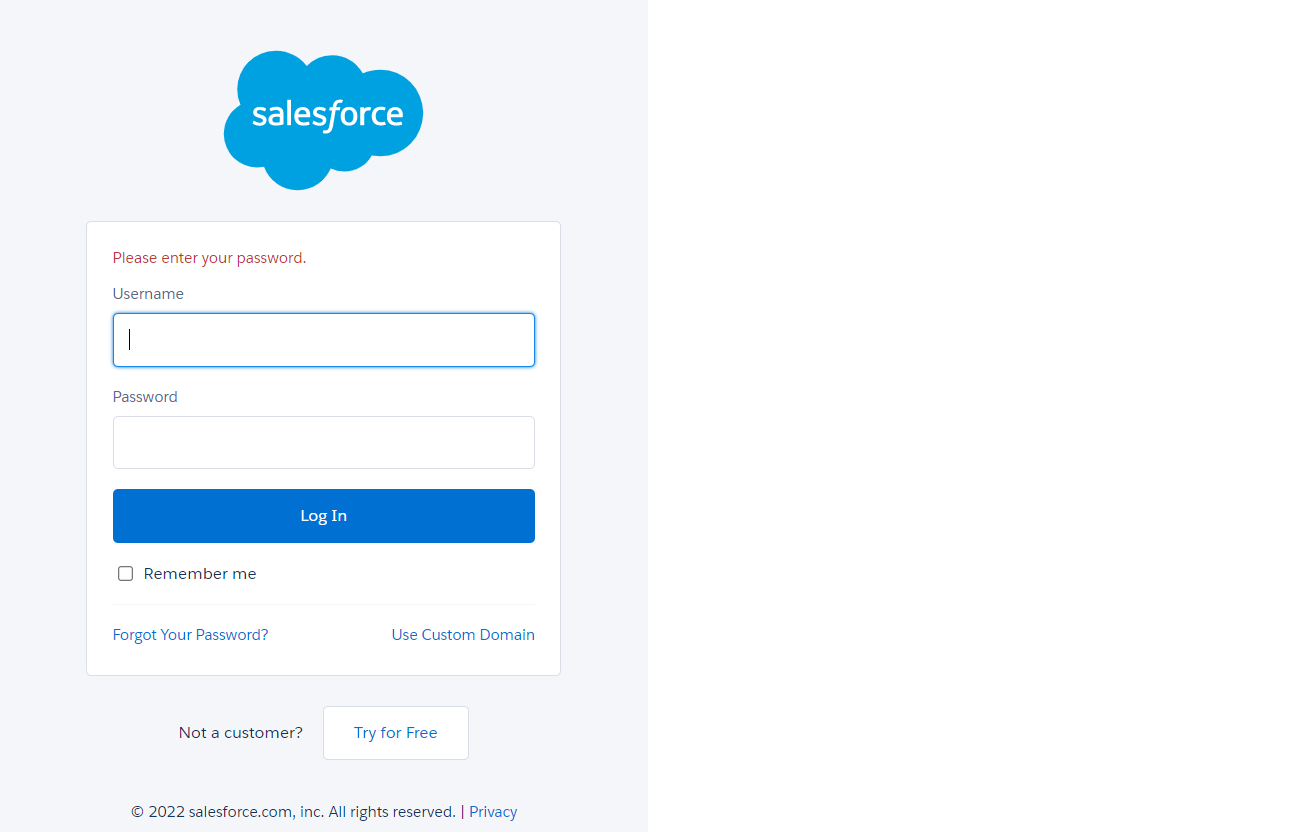 salesforce
Please enter your password.
Username
Password
Log In
Remember me
Forgot Your Password? Use Custom Domain
Not a customer? Try for Free
© 2022 salesforce.com, inc. All rights reserved. | Privacy